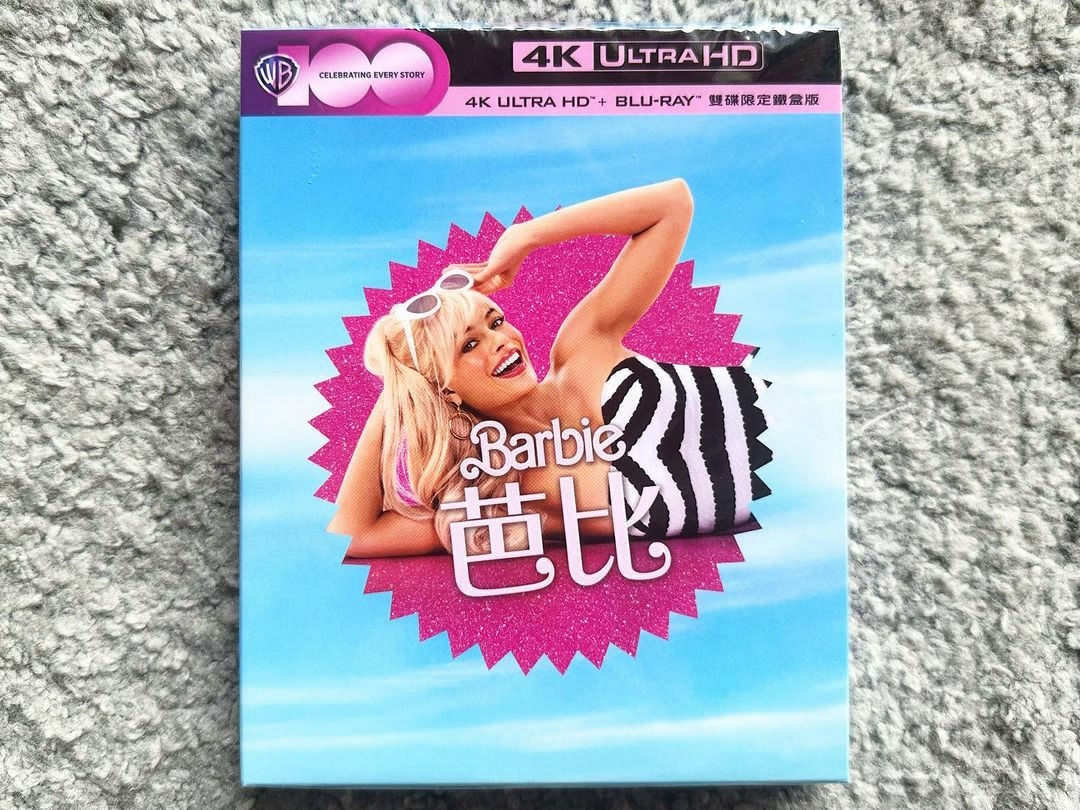 WB 100 CELEBRATING EVERY STORY
4K ULTRA HD
4K ULTRA HD™ + BLU-RAY™ 雙碟限定鐵盒版
Barbie
芭比